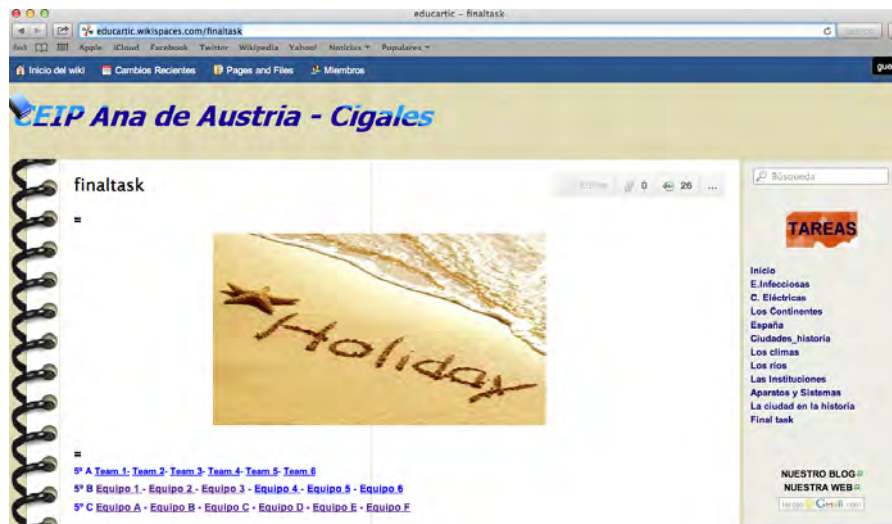 educartic – finaltask
educartic.wikispaces.com/finaltask
Apple iCloud Facebook Twitter Wikipedia Yahoo! Noticias Populares
Inicio del wiki Cambios Recientes Pages and Files Miembros
CEIP Ana de Austria - Cigales
finaltask
0 26 ...
Búsqueda
=
Holiday
TAREAS
Inicio
E.Infecciosas
C. Eléctricas
Los Continentes
España
Ciudades_historia
Los climas
Los ríos
Las Instituciones
Aparatos y Sistemas
La ciudad en la historia
Final task
=
5º A Team 1- Team 2- Team 3- Team 4- Team 5- Team 6
5º B Equipo 1 - Equipo 2 - Equipo 3 - Equipo 4 - Equipo 5 - Equipo 6
5º C Equipo A - Equipo B - Equipo C - Equipo D - Equipo E - Equipo F
NUESTRO BLOG
NUESTRA WEB